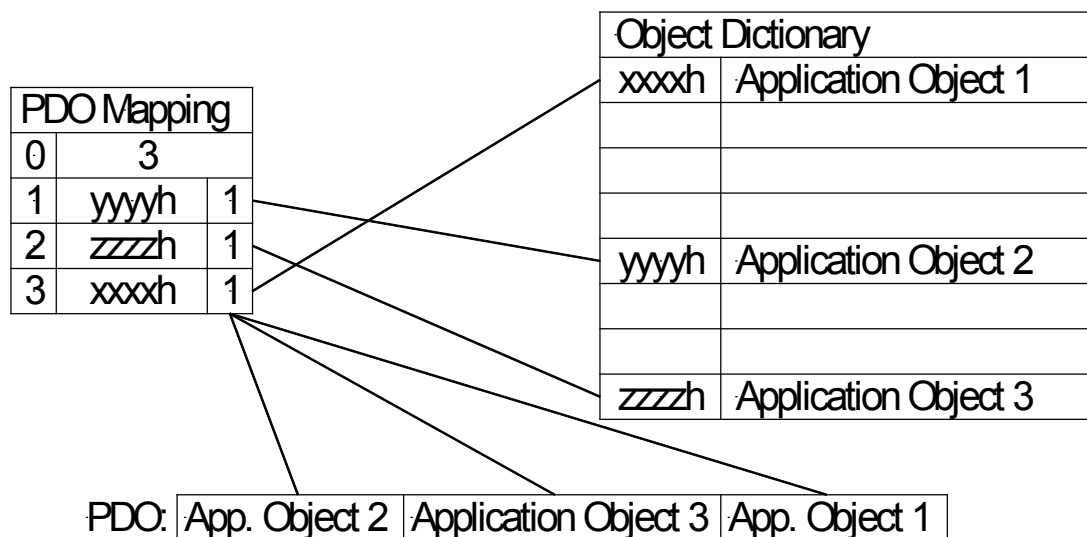 Object Dictionary
xxxxh Application Object 1
PDO Mapping
0 3
1 yyyyh 1
2 zzzzh 1
3 xxxxh 1
yyyyh Application Object 2
zzzzh Application Object 3
PDO: App. Object 2 Application Object 3 App. Object 1